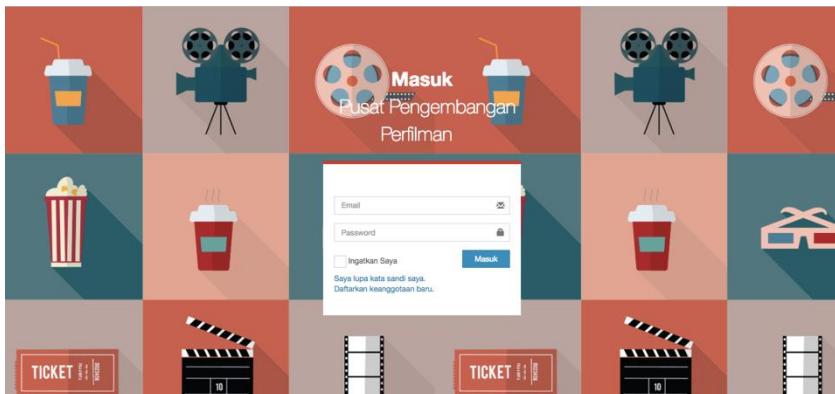 Masuk
Pusat Pengembangan
Perfilman
Email
Password
Ingatkan Saya
Masuk
Saya lupa kata sandi saya.
Daftarkan keanggotaan baru.
TICKET
10
TICKET
10